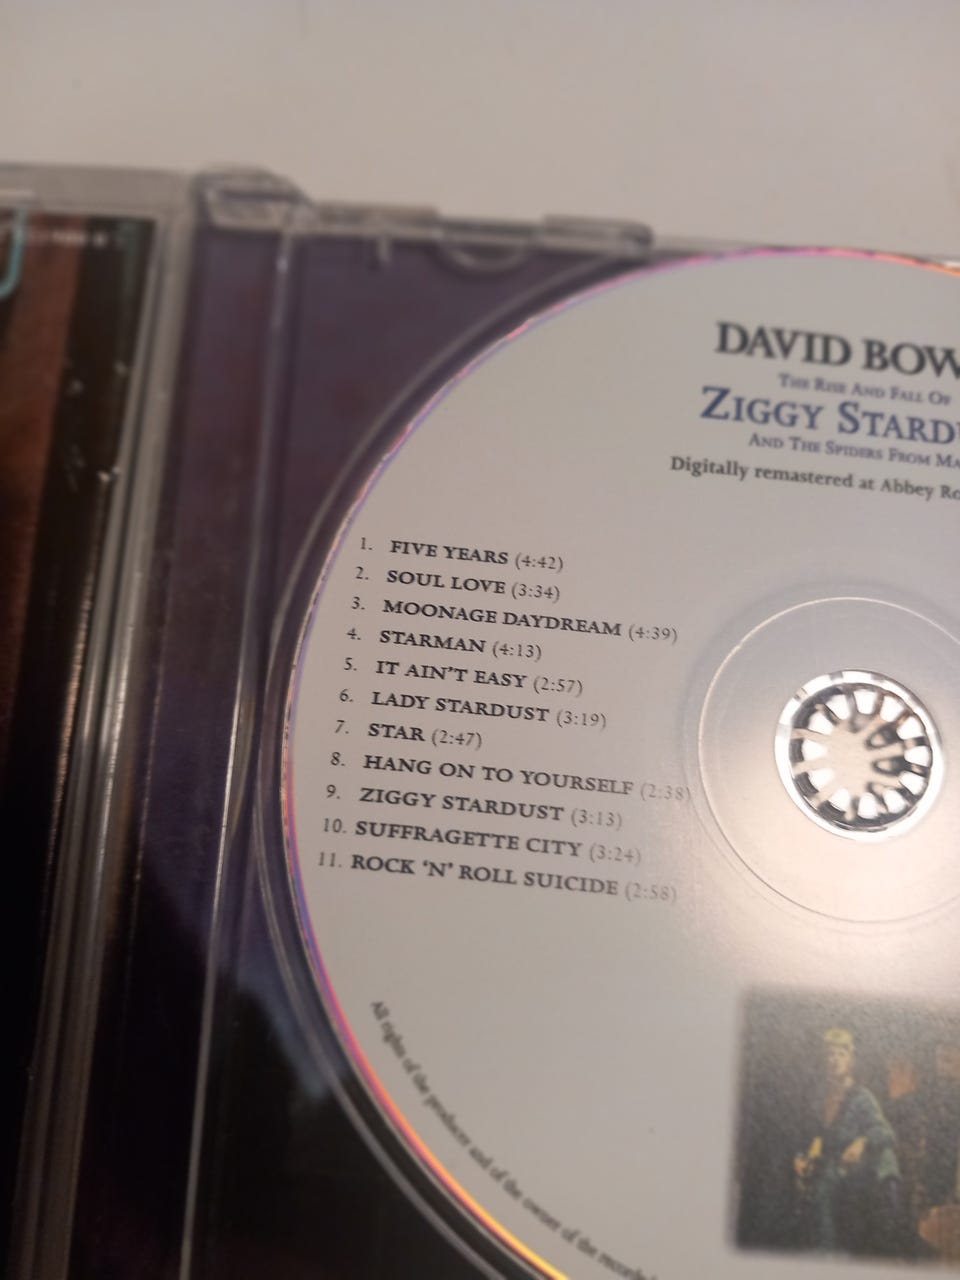 DAVID BOW
THE RISE AND FALL OF
ZIGGY STARDU
AND THE SPIDERS FROM MA
Digitally remastered at Abbey Ro
1. FIVE YEARS (4:42)
2. SOUL LOVE (3:34)
3. MOONAGE DAYDREAM (4:39)
4. STARMAN (4:13)
5. IT AIN'T EASY (2:57)
6. LADY STARDUST (3:19)
7. STAR (2:47)
8. HANG ON TO YOURSELF (2:38)
9. ZIGGY STARDUST (3:13)
10. SUFFRAGETTE CITY (3:24)
11. ROCK ‘N’ ROLL SUICIDE (2:58)
All rights of the producer and of the owner of the recorded